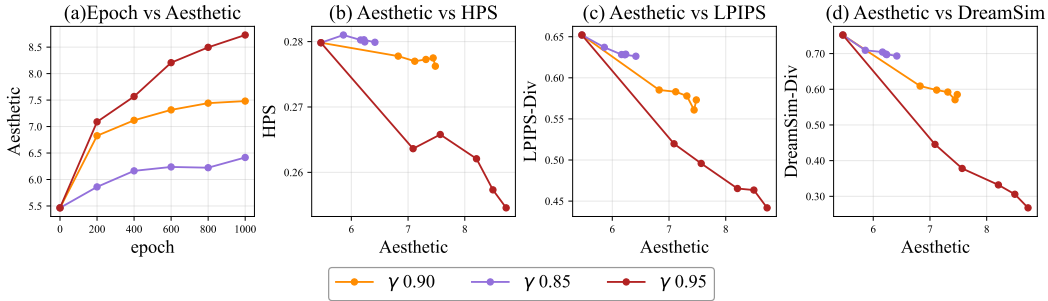 (a)Epoch vs Aesthetic
Aesthetic
8.5
8.0
7.5
7.0
6.5
6.0
5.5
0 200 400 600 800 1000
epoch
(b) Aesthetic vs HPS
HPS
0.28
0.27
0.26
6 7 8
Aesthetic
(c) Aesthetic vs LPIPS
LPIPS-Div
0.65
0.60
0.55
0.50
0.45
6 7 8
Aesthetic
(d) Aesthetic vs DreamSim
DreamSim-Div
0.70
0.60
0.50
0.40
0.30
6 7 8
Aesthetic
γ 0.90 γ 0.85 γ 0.95